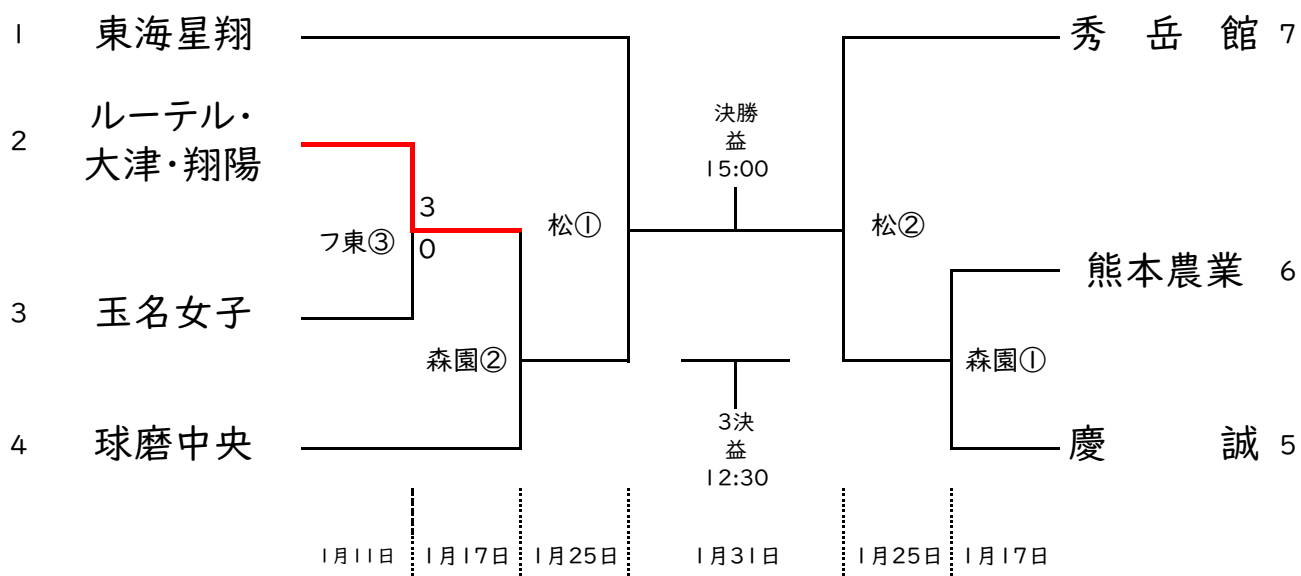 1 東海星翔
2 ルーテル・
大津・翔陽
3 玉名女子
4 球磨中央
フ東③
3
0
森園②
松①
決勝
益
15:00
3決
益
12:30
松②
森園①
秀岳館 7
熊本農業 6
慶誠 5
1月11日 1月17日 1月25日 1月31日 1月25日 1月17日